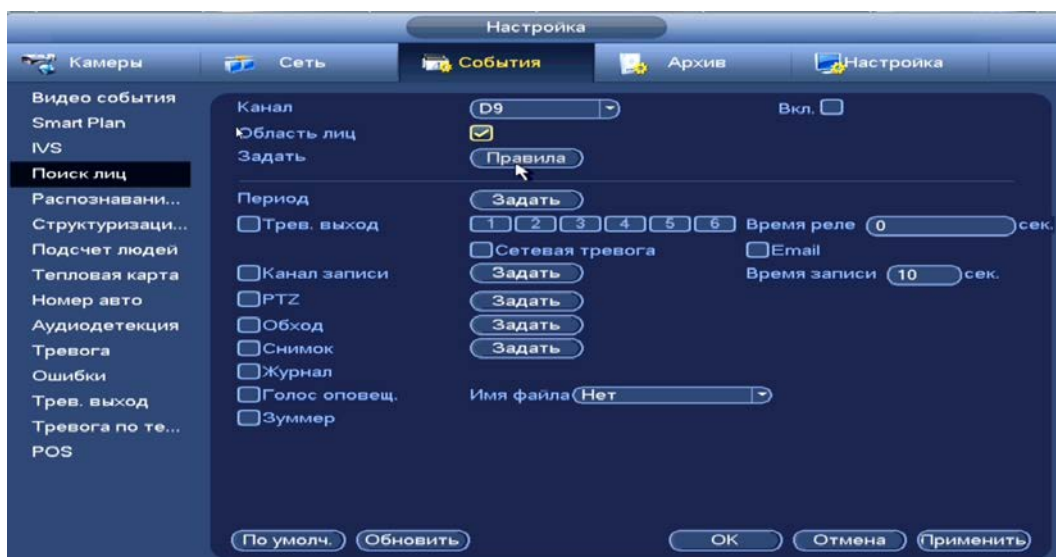 Настройка
Камеры Сеть События Архив Настройка
Видео события
Smart Plan
IVS
Поиск лиц
Распознавани...
Структуризаци...
Подсчет людей
Тепловая карта
Номер авто
Аудиодетекция
Тревога
Ошибки
Трев. выход
Тревога по те...
POS
Канал D9 Вкл.
Область лиц
Задать Правила
Период Задать
Трев. выход 1 2 3 4 5 6 Время реле 0 сек.
Сетевая тревога Email
Канал записи Задать Время записи 10 сек.
PTZ Задать
Обход Задать
Снимок Задать
Журнал
Голос оповещ. Имя файла Нет
Зуммер
По умолч. Обновить OK Отмена Применить